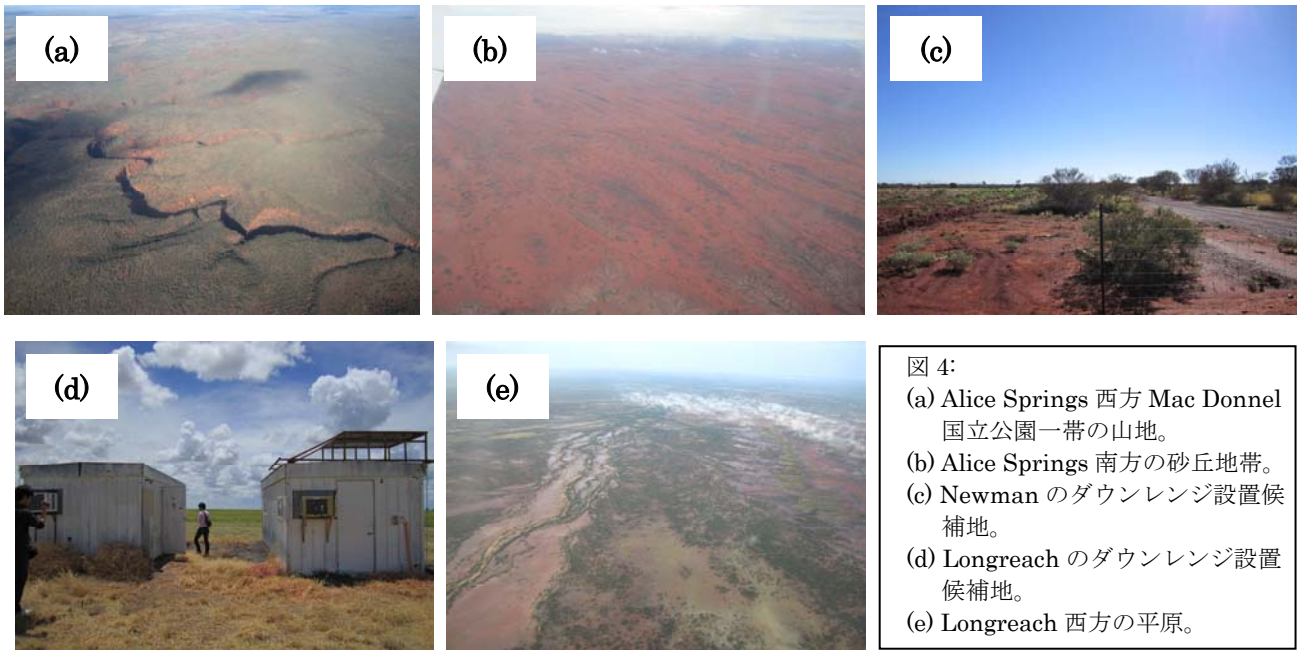 (a)
(b)
(c)
(d)
(e)
図 4:
(a) Alice Springs 西方 Mac Donnel
国立公園一帯の山地。
(b) Alice Springs 南方の砂丘地帯。
(c) Newman のダウンレンジ設置候
補地。
(d) Longreach のダウンレンジ設置
候補地。
(e) Longreach 西方の平原。